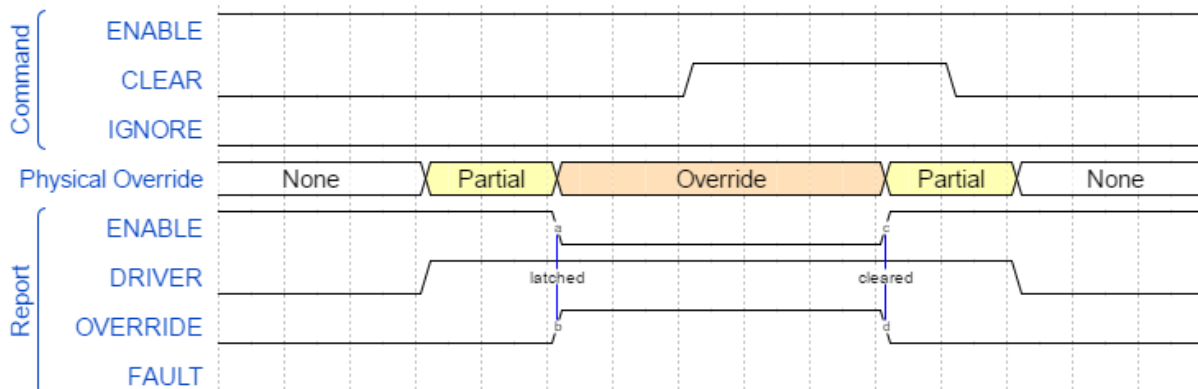 Command
ENABLE
CLEAR
IGNORE
Physical Override None Partial Override Partial None
Report
ENABLE a c
DRIVER latched cleared
OVERRIDE b d
FAULT